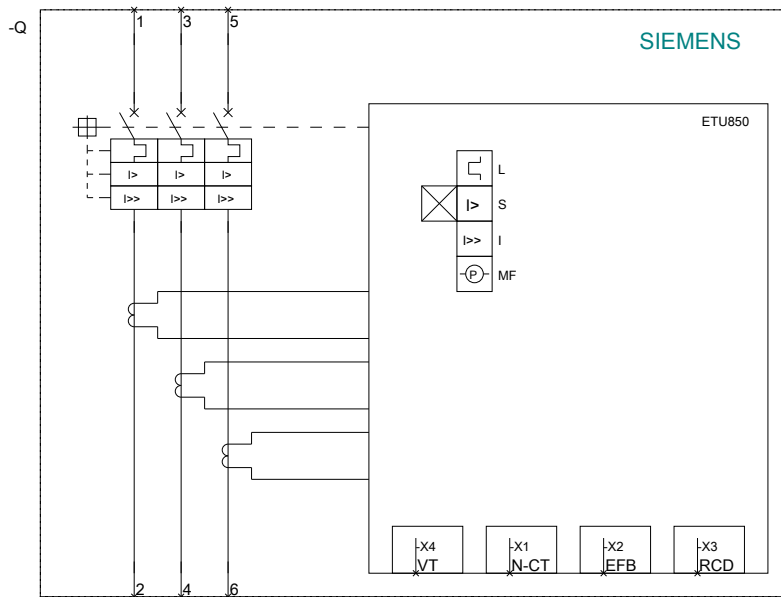 -Q
1 3 5
SIEMENS
ETU850
L
I> I> I>
I> S
I>> I>> I>>
I>> I
P MF
-X4 -X1 -X2 -X3
VT N-CT EFB RCD
2 4 6